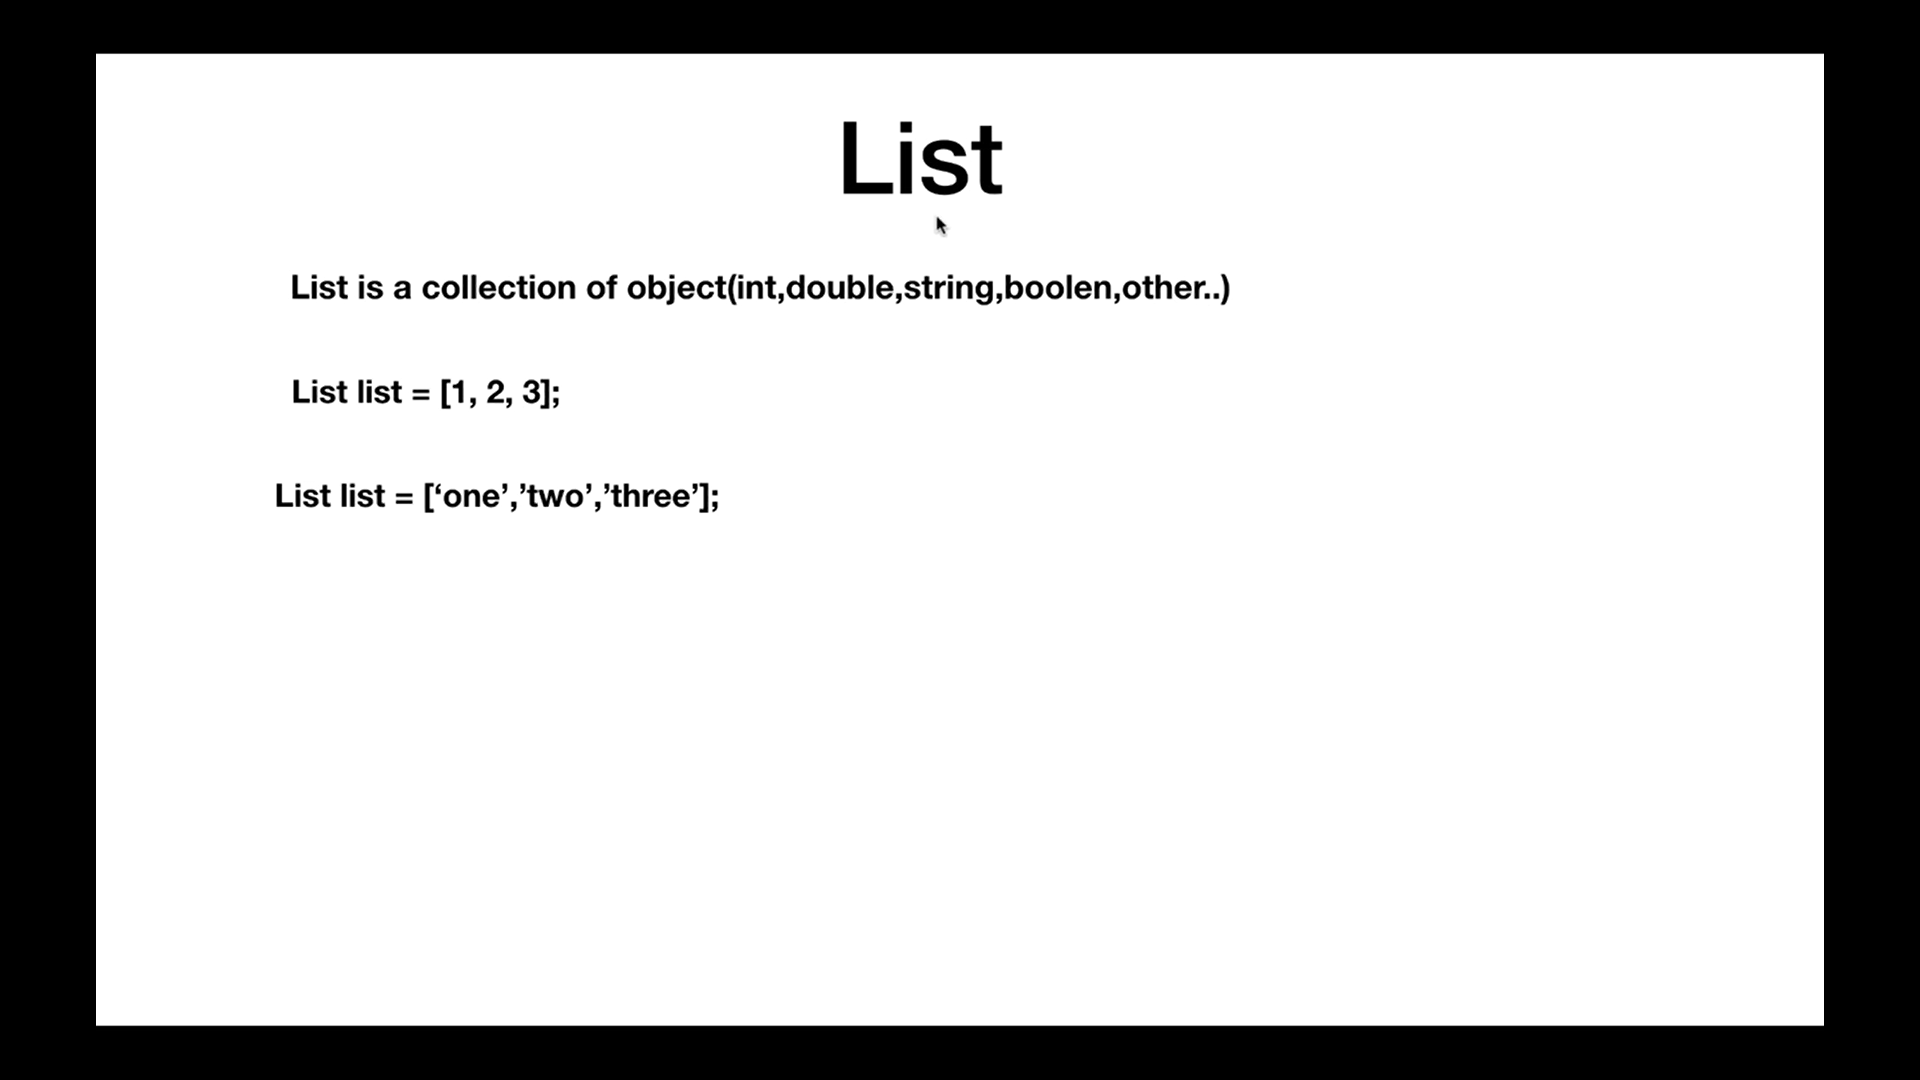 List
List is a collection of object(int,double,string,boolen,other..)
List list = [1, 2, 3];
List list = [‘one’,’two’,’three’];